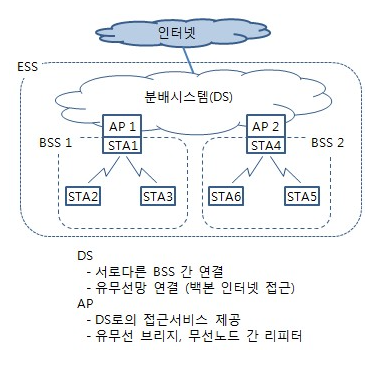 인터넷
ESS
분배시스템(DS)
AP 1
AP 2
BSS 1
STA1
STA4
BSS 2
STA2
STA3
STA6
STA5
DS
- 서로다른 BSS 간 연결
- 유무선망 연결 (백본 인터넷 접근)
AP
- DS로의 접근서비스 제공
- 유무선 브리지, 무선노드 간 리피터